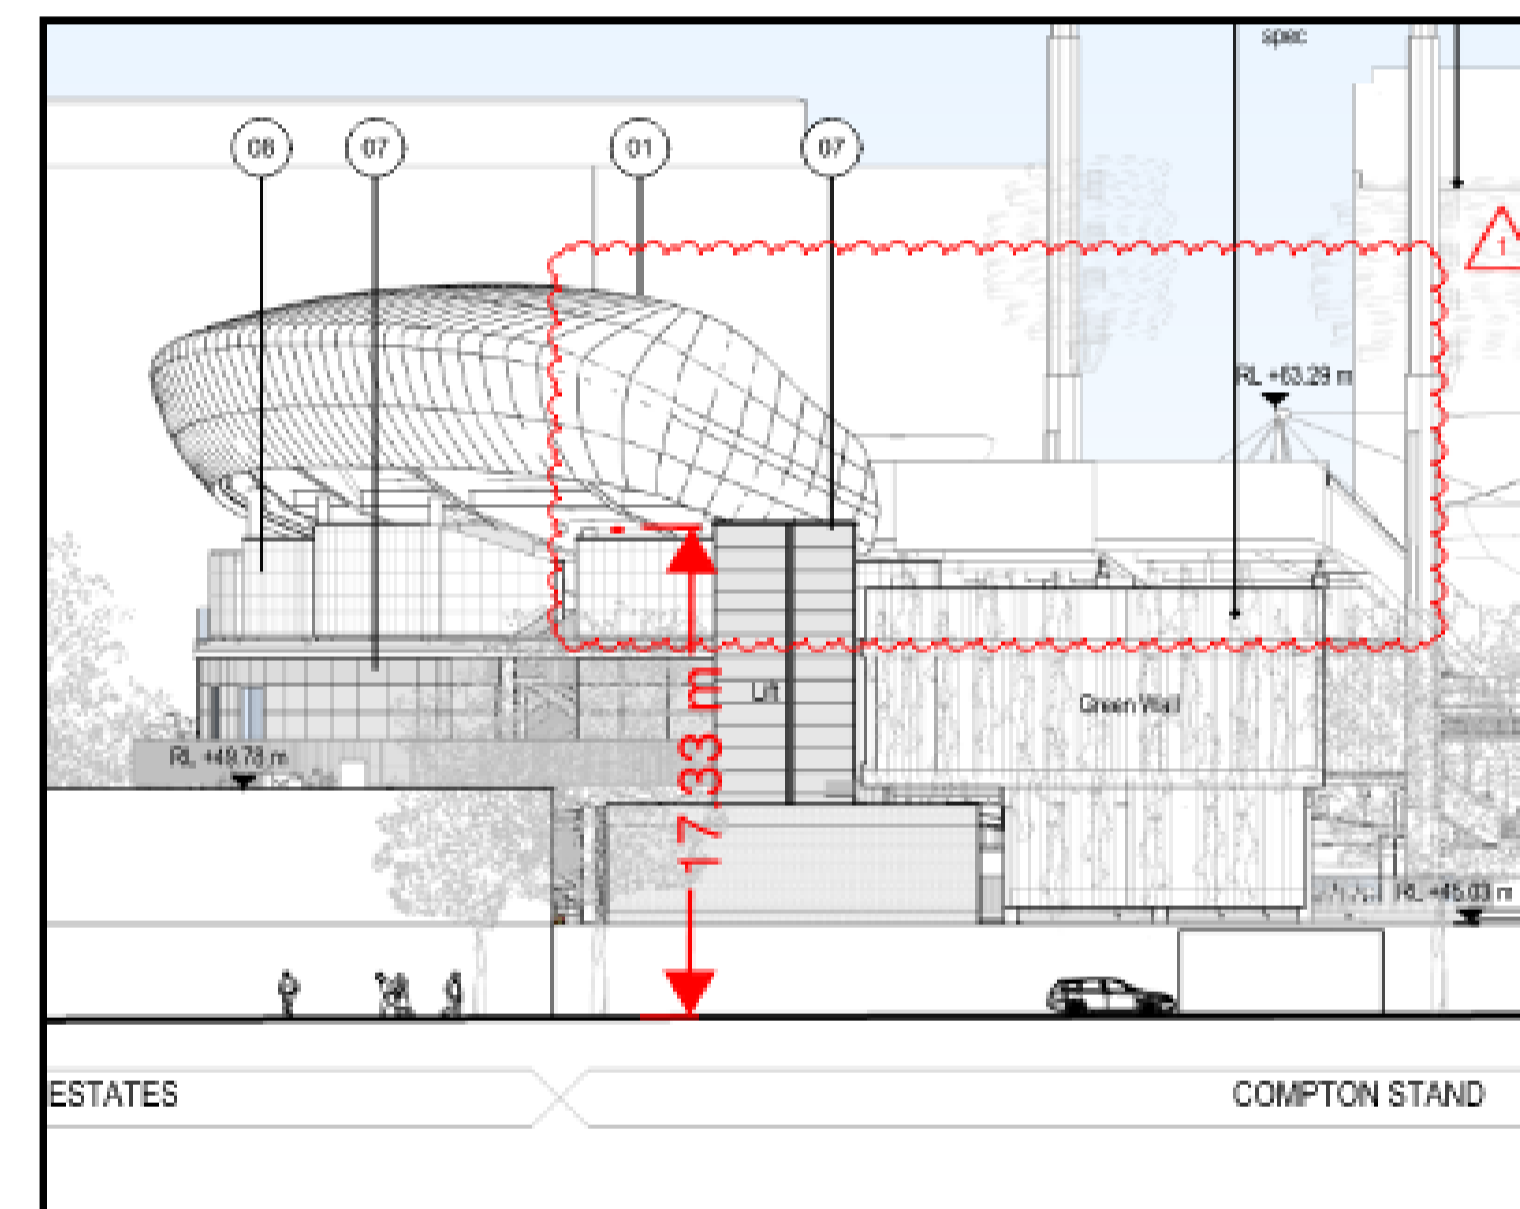 spec
08
07
01
07
1
RL +63.29 m
17.33 m
Lift
Green Wall
RL +49.78 m
RL +45.03 m
ESTATES
COMPTON STAND